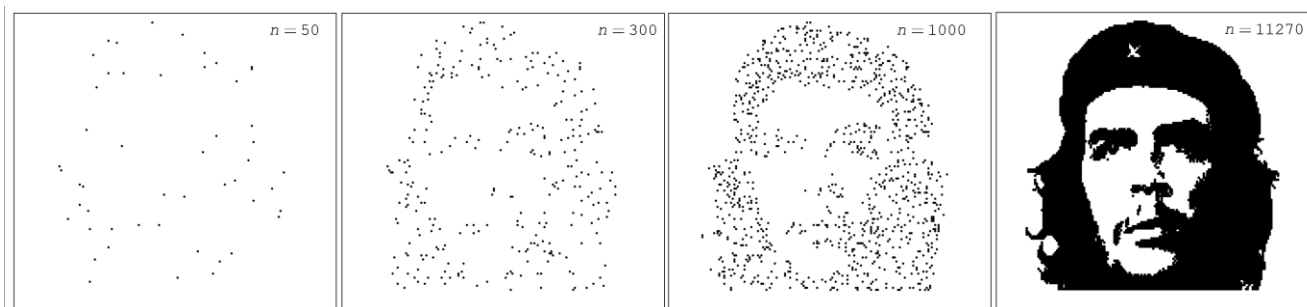 n = 50
n = 300
n = 1000
n = 11270